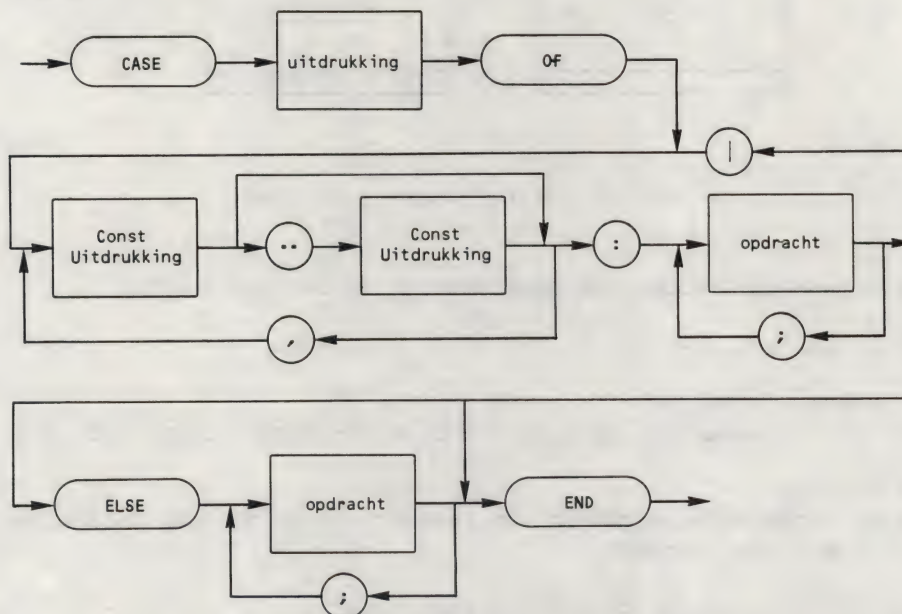 CASE
uitdrukking
OF
|
Const
Uitdrukking
..
Const
Uitdrukking
:
opdracht
,
;
ELSE
opdracht
END
;